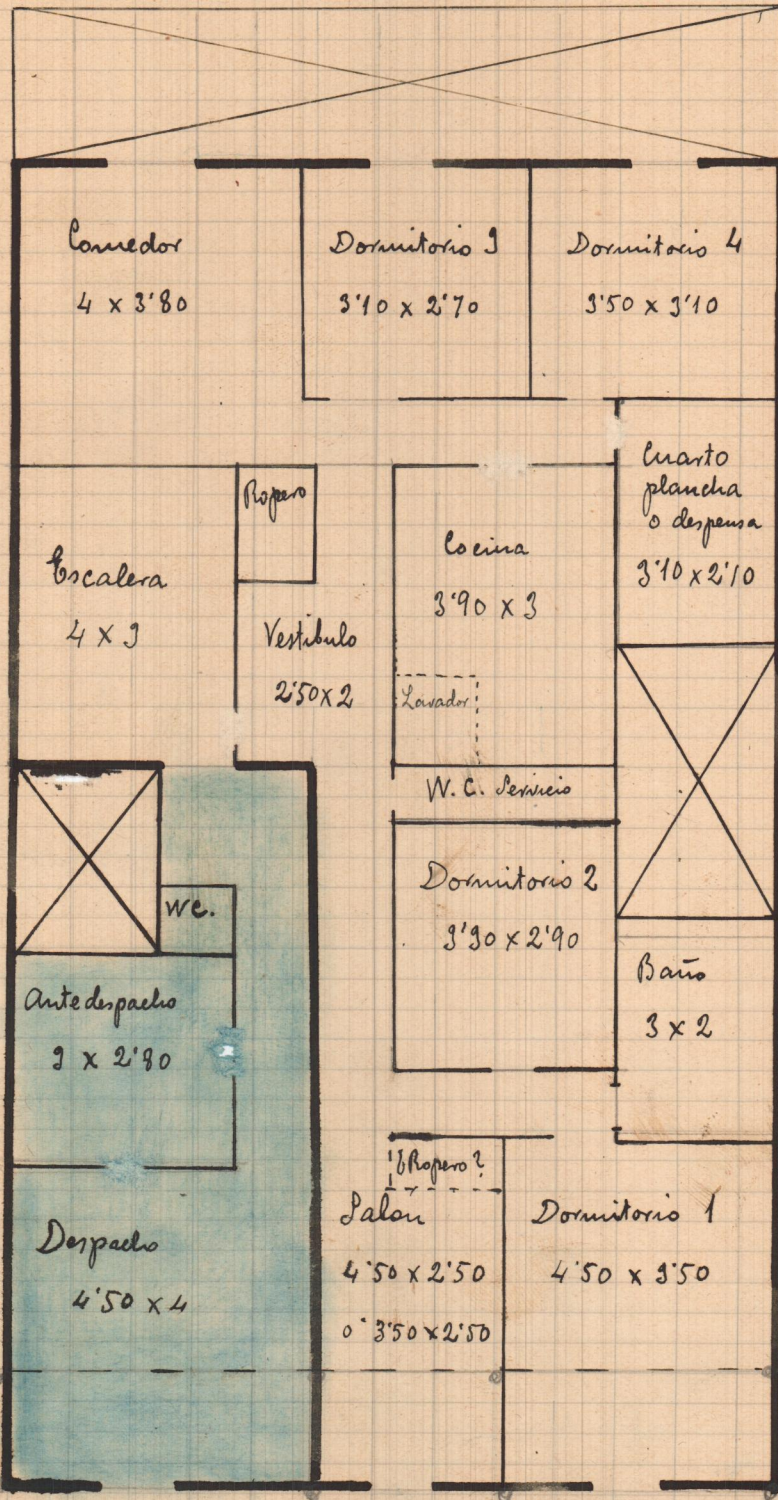 Comedor
4 x 3'80
Dormitorio 3
3'10 x 2'70
Dormitorio 4
3'50 x 3'10
Ropero
Escalera
4 x 3
Vestibulo
2'50 x 2
Cocina
3'90 x 3
Lavador
Cuarto
plancha
o despensa
3'10 x 2'10
W.C. Servicio
WC.
Dormitorio 2
3'30 x 2'90
Baño
3 x 2
Antedespacho
3 x 2'80
¿Ropero?
Despacho
4'50 x 4
Salon
4'50 x 2'50
o 3'50 x 2'50
Dormitorio 1
4'50 x 3'50